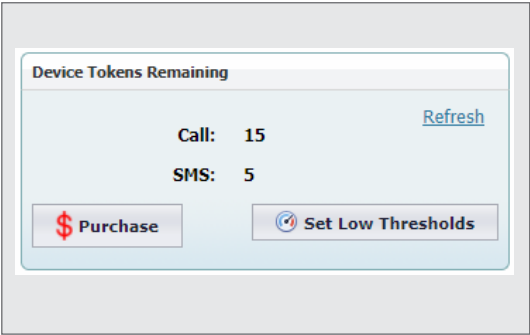 Device Tokens Remaining
Refresh
Call: 15
SMS: 5
$ Purchase
Set Low Thresholds